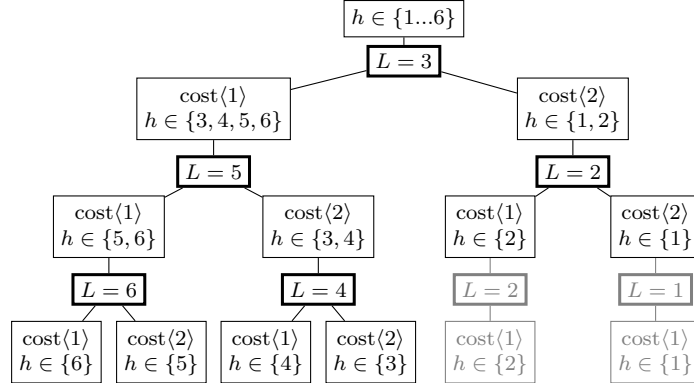 h ∈ {1...6}
L = 3
cost⟨1⟩
h ∈ {3, 4, 5, 6}
cost⟨2⟩
h ∈ {1, 2}
L = 5
L = 2
cost⟨1⟩
h ∈ {5, 6}
cost⟨2⟩
h ∈ {3, 4}
cost⟨1⟩
h ∈ {2}
cost⟨2⟩
h ∈ {1}
L = 6
L = 4
L = 2
L = 1
cost⟨1⟩
h ∈ {6}
cost⟨2⟩
h ∈ {5}
cost⟨1⟩
h ∈ {4}
cost⟨2⟩
h ∈ {3}
cost⟨1⟩
h ∈ {2}
cost⟨1⟩
h ∈ {1}